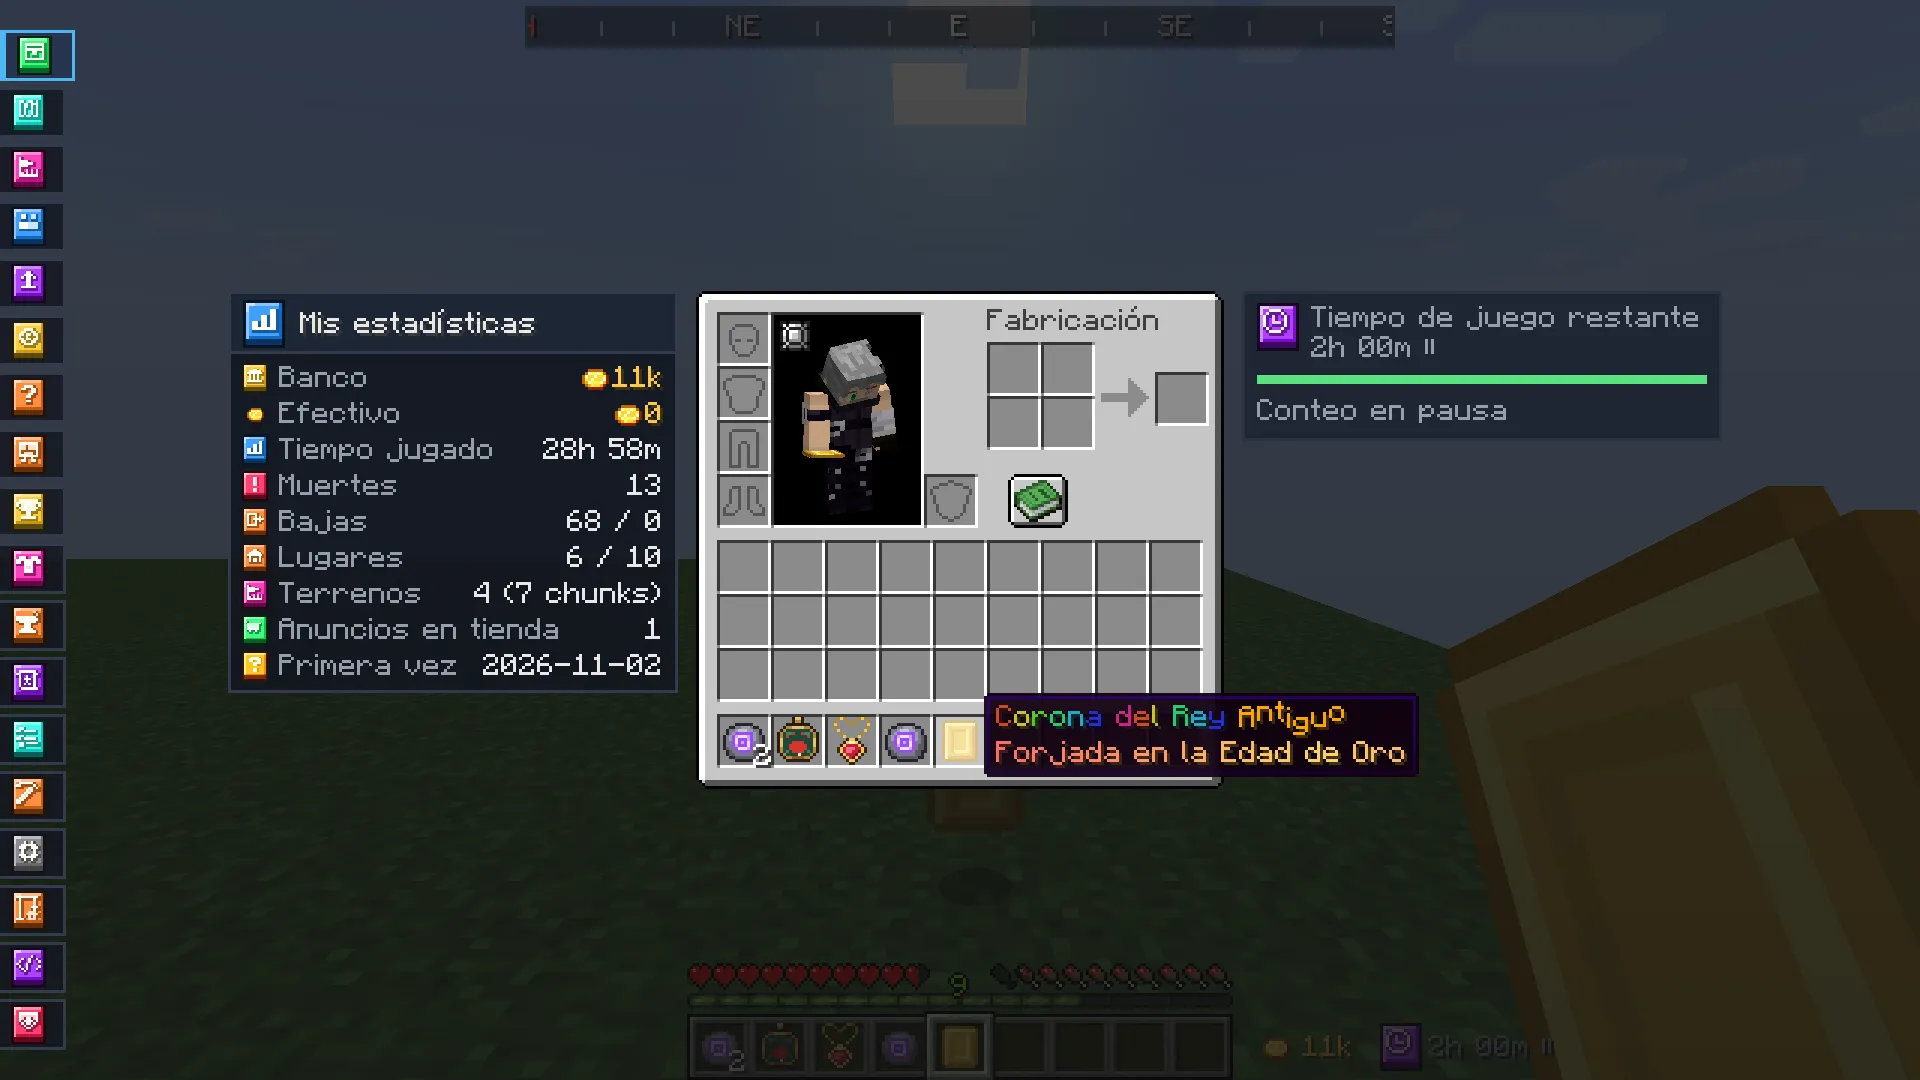 NE
E
SE
Mis estadísticas
Banco 11k
Efectivo 0
Tiempo jugado 28h 58m
Muertes 13
Bajas 68 / 0
Lugares 6 / 10
Terrenos 4 (7 chunks)
Anuncios en tienda 1
Primera vez 2026-11-02
Fabricación
Tiempo de juego restante
2h 00m II
Conteo en pausa
2
Corona del Rey Antiguo
Forjada en la Edad de Oro
9
2
11k
2h 00m II